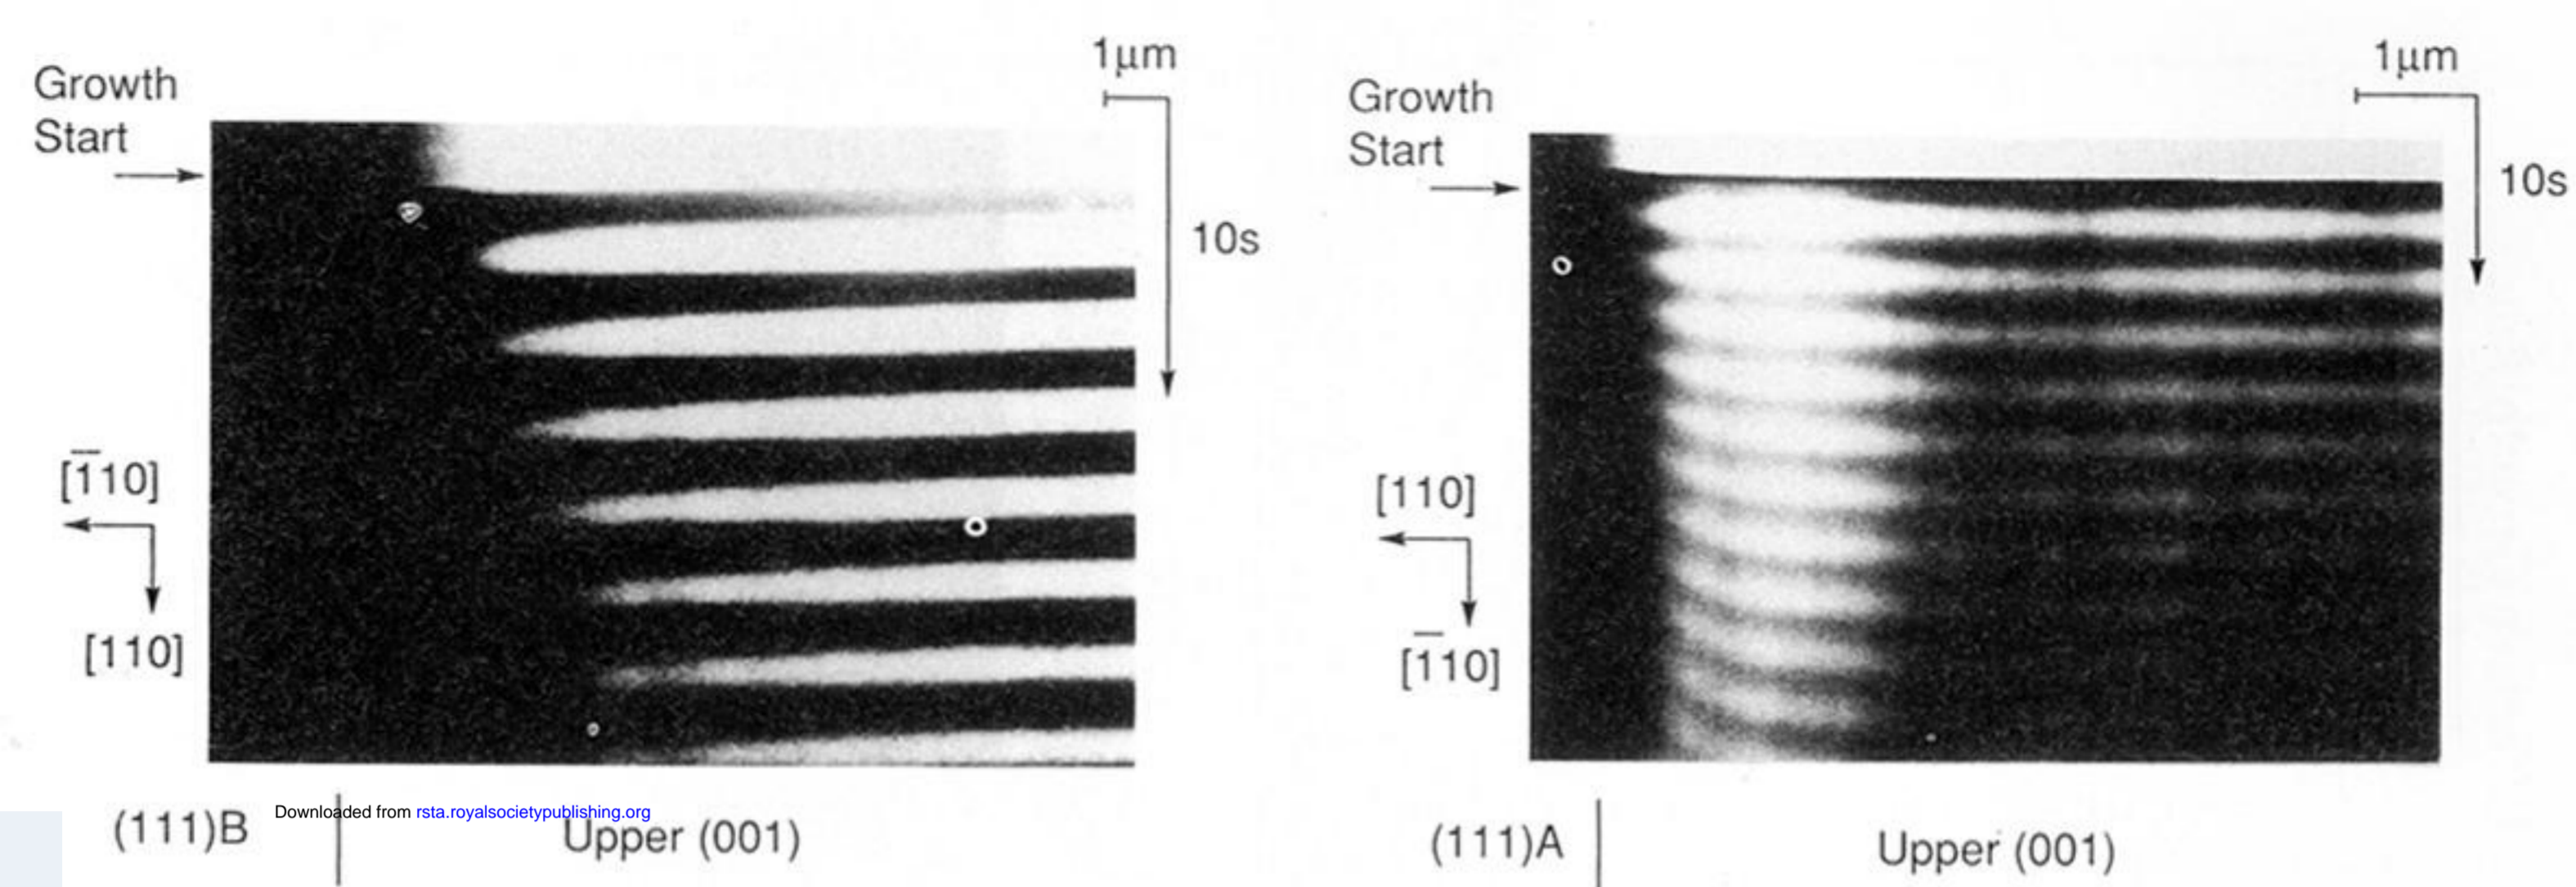 Growth
Start
1μm
10s
[1̅10]
[110]
(111)B
Upper (001)
Downloaded from rsta.royalsocietypublishing.org
Growth
Start
1μm
10s
[110]
[1̅10]
(111)A
Upper (001)